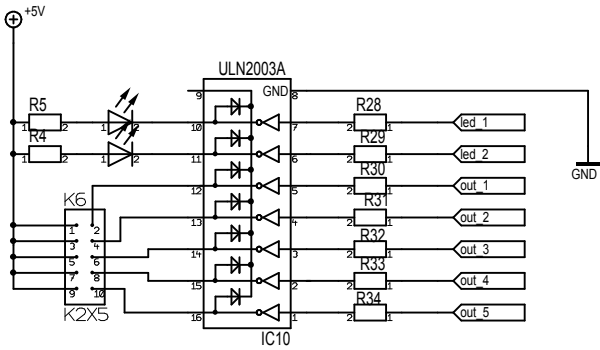 +5V
ULN2003A
9 GND 8
R5 R28
1 2 1 2 10 7 2 1 led_1
R4 R29
1 2 1 2 11 6 2 1 led_2
R30
12 5 2 1 out_1
K6 R31
1 2 13 4 2 1 out_2
3 4 R32
5 6 14 3 2 1 out_3
7 8 R33
9 10 15 2 2 1 out_4
K2X5 R34
16 1 2 1 out_5
IC10
GND